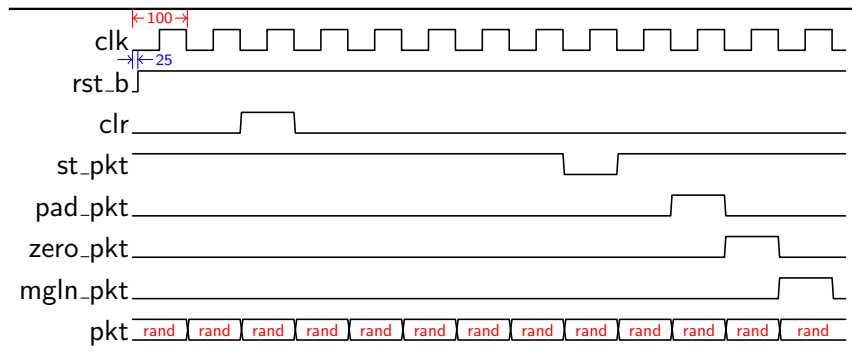 100
clk
25
rst_b
clr
st_pkt
pad_pkt
zero_pkt
mgln_pkt
pkt rand rand rand rand rand rand rand rand rand rand rand rand rand